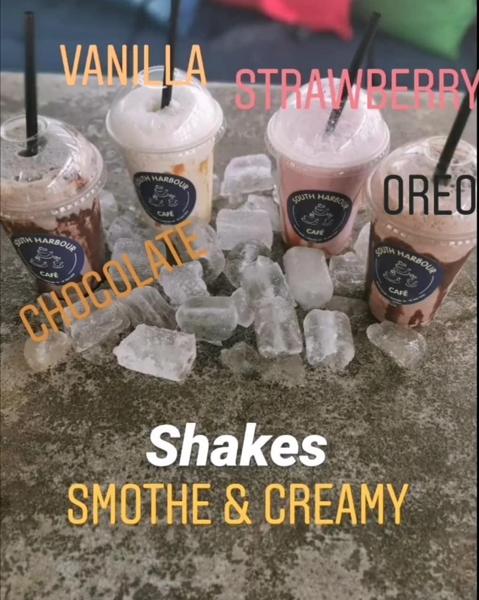 VANILLA
STRAWBERRY
OREO
CHOCOLATE
SOUTH HARBOUR
CAFÉ
SOUTH HARBOUR
CAFÉ
SOUTH HARBOUR
CAFÉ
SOUTH HARBOUR
CAFÉ
Shakes
SMOTHE & CREAMY